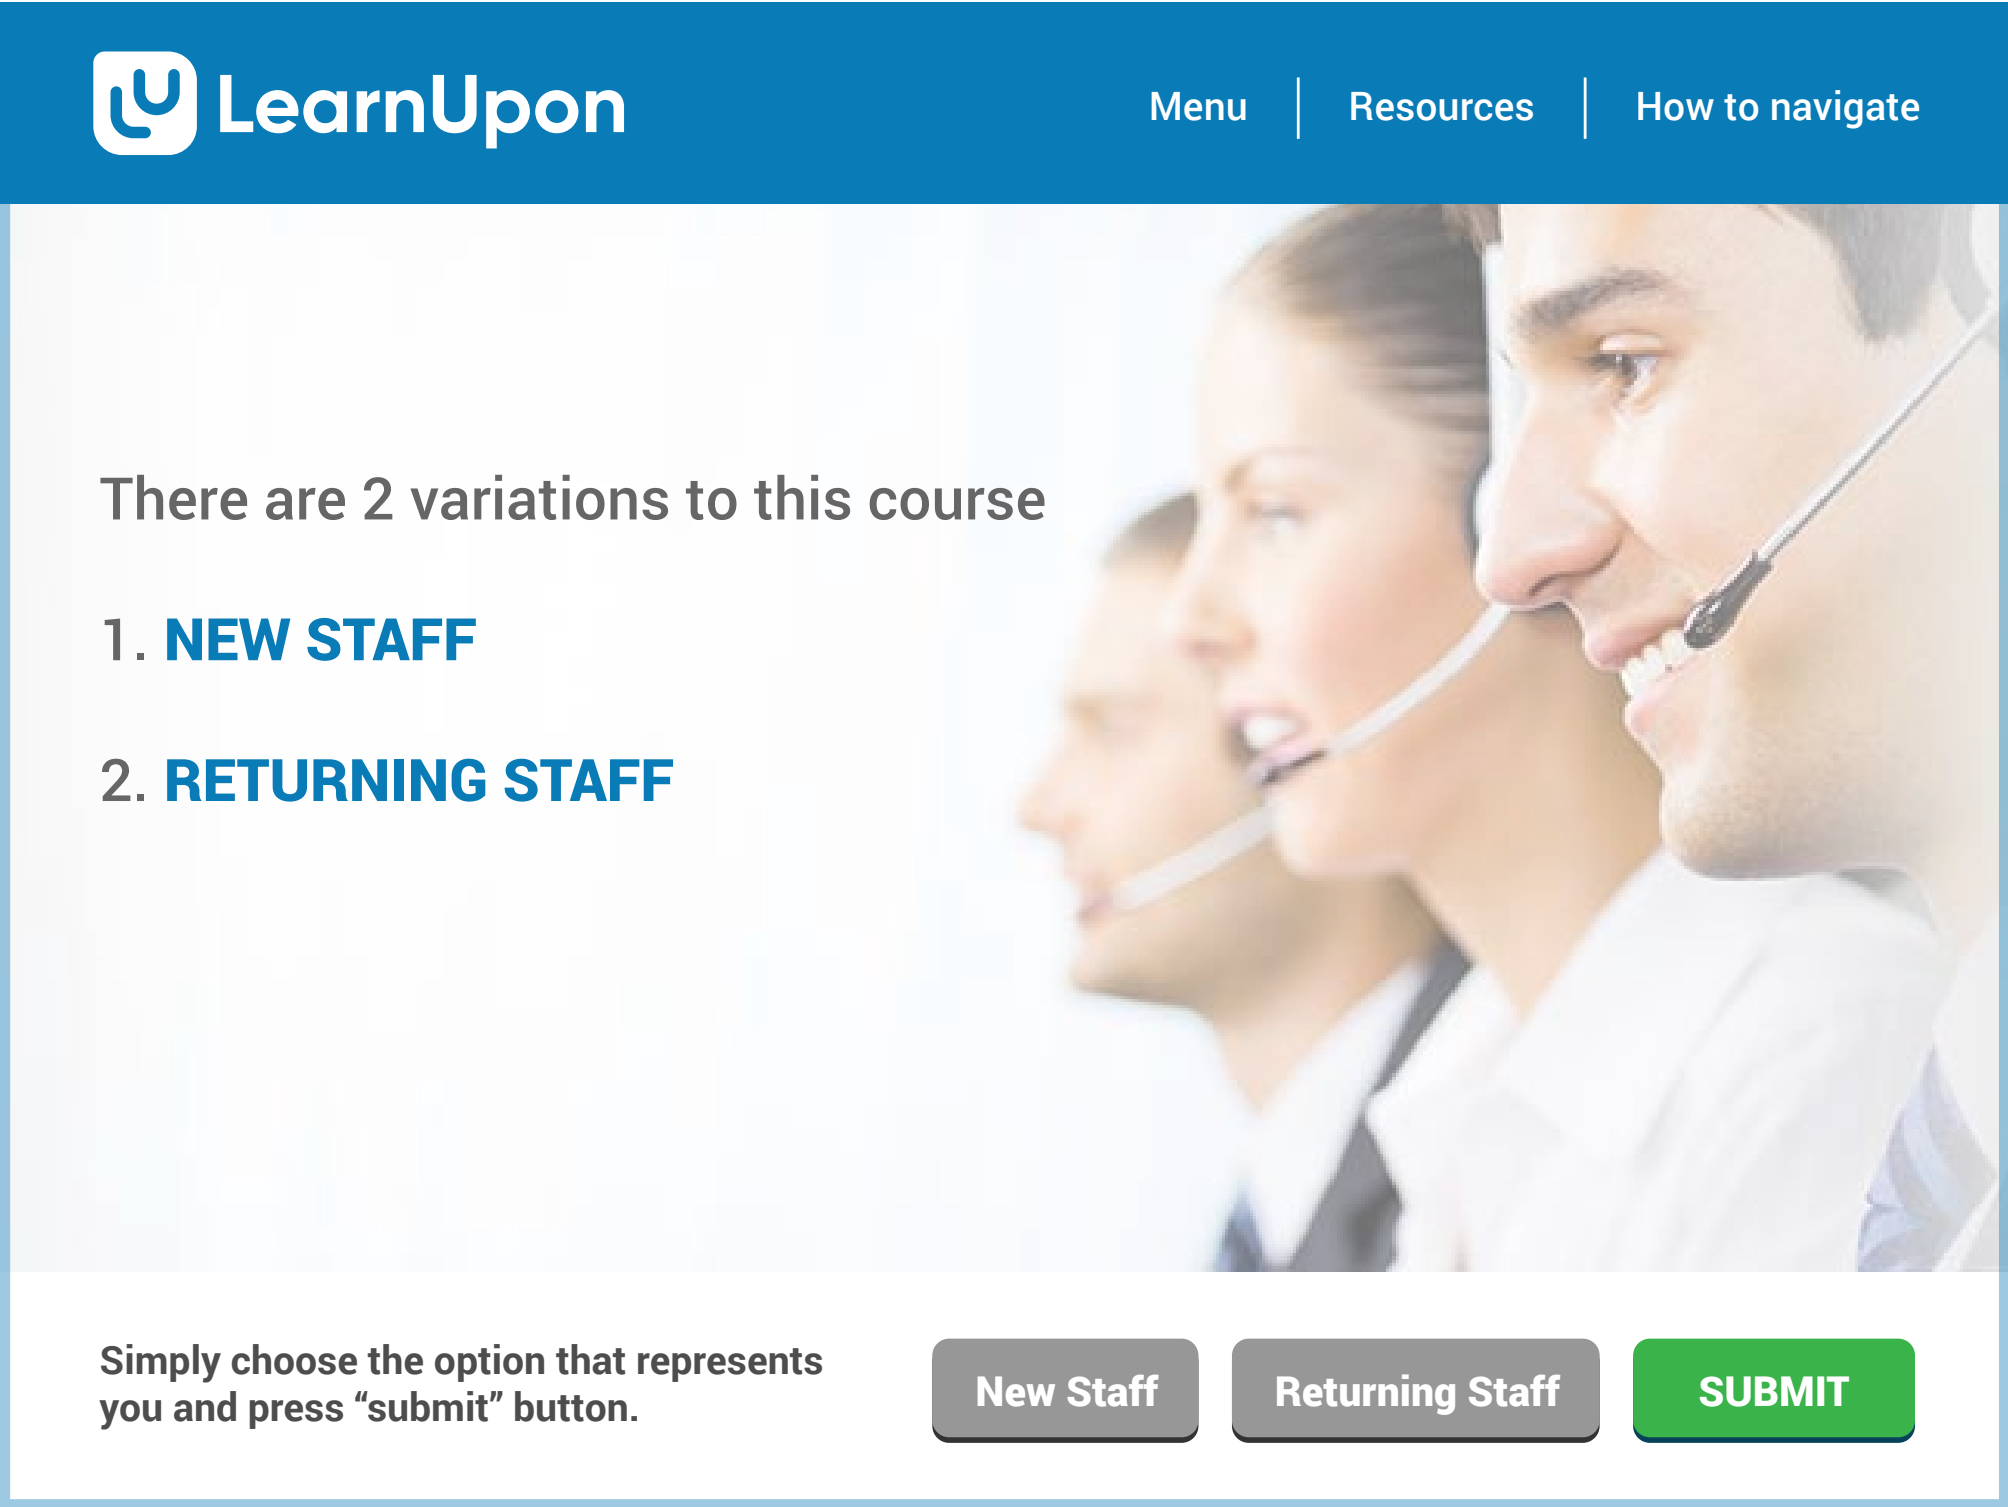 LearnUpon
Menu
Resources
How to navigate
There are 2 variations to this course
1. NEW STAFF
2. RETURNING STAFF
Simply choose the option that represents
you and press “submit” button.
New Staff
Returning Staff
SUBMIT